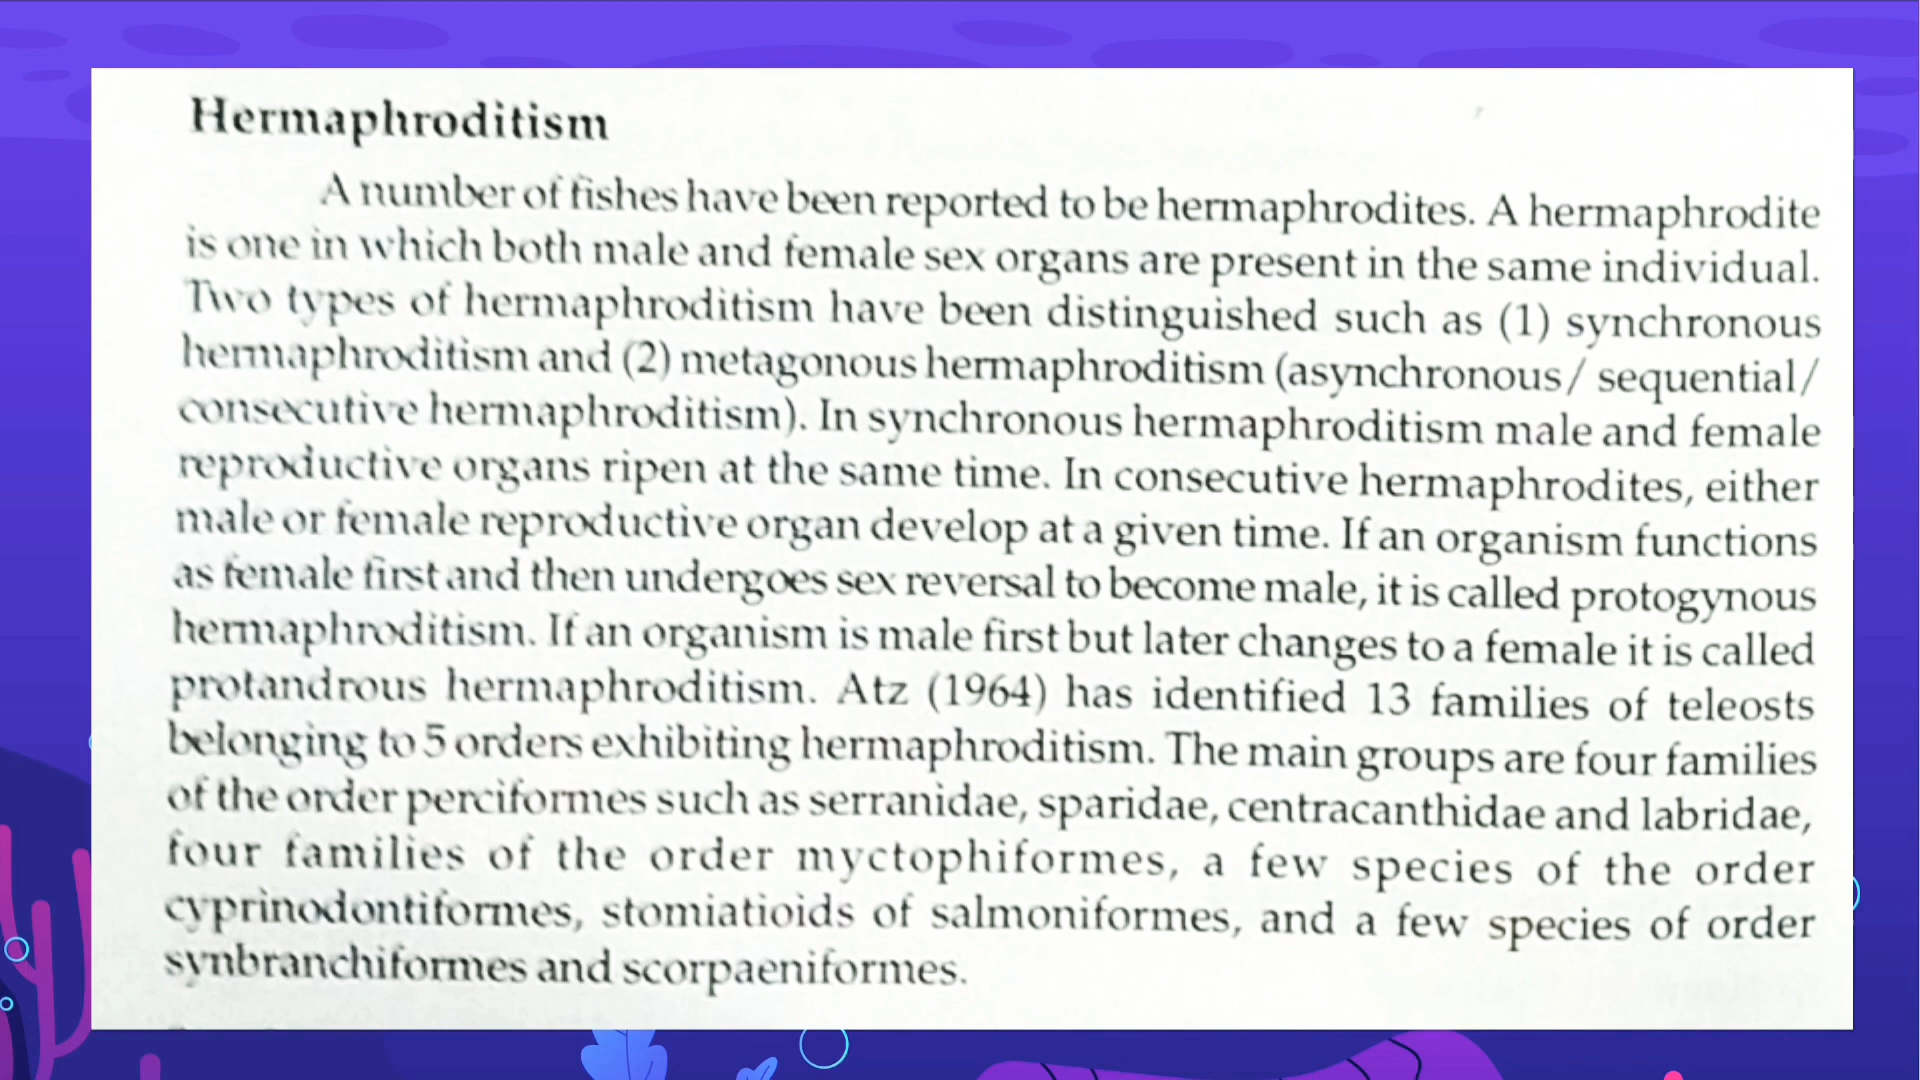 Hermaphroditism
A number of fishes have been reported to be hermaphrodites. A hermaphrodite
is one in which both male and female sex organs are present in the same individual.
Two types of hermaphroditism have been distinguished such as (1) synchronous
hermaphroditism and (2) metagonous hermaphroditism (asynchronous/ sequential/
consecutive hermaphroditism). In synchronous hermaphroditism male and female
reproductive organs ripen at the same time. In consecutive hermaphrodites, either
male or female reproductive organ develop at a given time. If an organism functions
as female first and then undergoes sex reversal to become male, it is called protogynous
hermaphroditism. If an organism is male first but later changes to a female it is called
protandrous hermaphroditism. Atz (1964) has identified 13 families of teleosts
belonging to 5 orders exhibiting hermaphroditism. The main groups are four families
of the order perciformes such as serranidae, sparidae, centracanthidae and labridae,
four families of the order myctophiformes, a few species of the order
cyprinodontiformes, stomiatioids of salmoniformes, and a few species of order
synbranchiformes and scorpaeniformes.